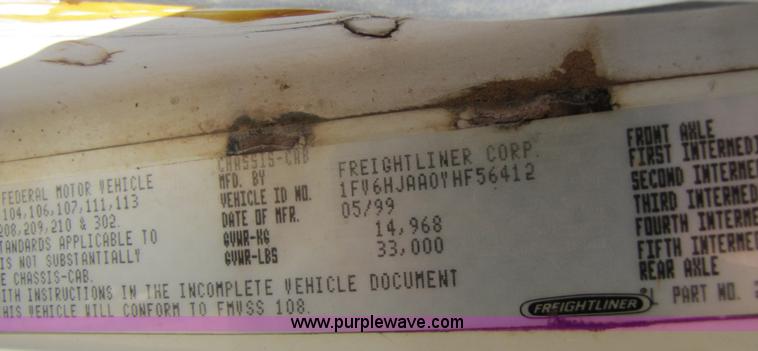 CHASSIS-CAB
MFD. BY FREIGHTLINER CORP.
VEHICLE ID NO. 1FV6HJAA0YHF56412
DATE OF MFR. 05/99
GVWR-KG 14,968
GVWR-LBS 33,000
FEDERAL MOTOR VEHICLE
104,106,107,111,113
208,209,210 & 302.
TANDARDS APPLICABLE TO
IS NOT SUBSTANTIALLY
E CHASSIS-CAB.
ITH INSTRUCTIONS IN THE INCOMPLETE VEHICLE DOCUMENT
HIS VEHICLE WILL CONFORM TO FMVSS 108.
FRONT AXLE
FIRST INTERMEDI
SECOND INTERMED
THIRD INTERMED
FOURTH INTERME
FIFTH INTERMED
REAR AXLE
PART NO.
FREIGHTLINER
www.purplewave.com